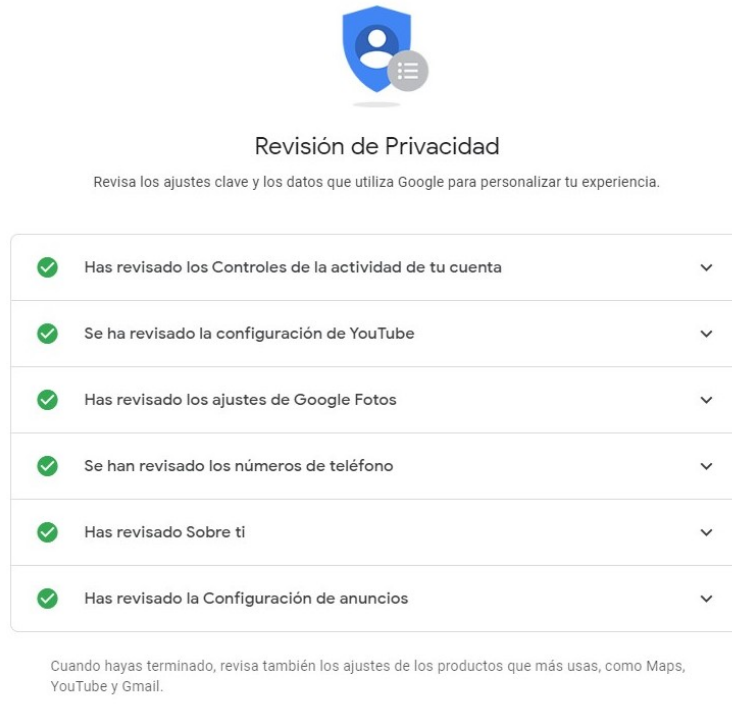 Revisión de Privacidad
Revisa los ajustes clave y los datos que utiliza Google para personalizar tu experiencia.
Has revisado los Controles de la actividad de tu cuenta
Se ha revisado la configuración de YouTube
Has revisado los ajustes de Google Fotos
Se han revisado los números de teléfono
Has revisado Sobre ti
Has revisado la Configuración de anuncios
Cuando hayas terminado, revisa también los ajustes de los productos que más usas, como Maps,
YouTube y Gmail.